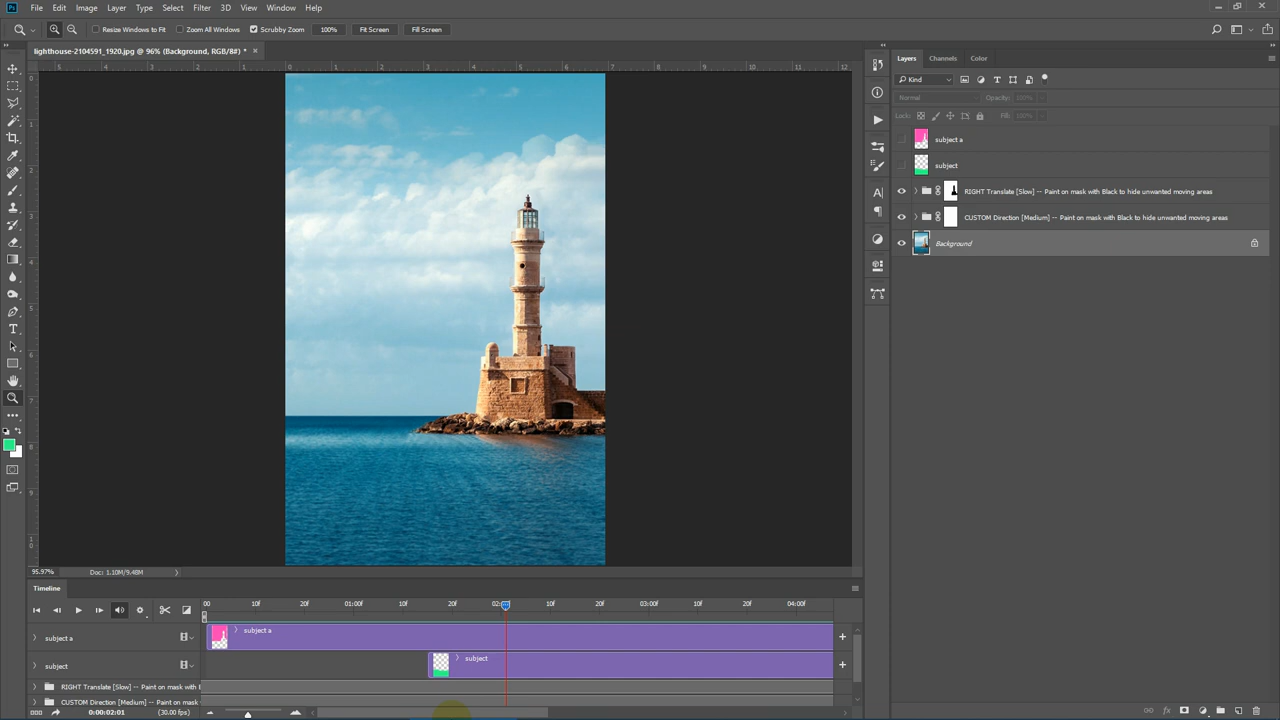 Ps File Edit Image Layer Type Select Filter 3D View Window Help
Resize Windows to Fit Zoom All Windows Scrubby Zoom 100% Fit Screen Fill Screen
lighthouse-2104591_1920.jpg @ 96% (Background, RGB/8#) *
Layers Channels Color
Kind
Normal Opacity: 100%
Lock: Fill: 100%
subject a
subject
RIGHT Translate [Slow] -- Paint on mask with Black to hide unwanted moving areas
CUSTOM Direction [Medium] -- Paint on mask with Black to hide unwanted moving areas
Background
95.97% Doc: 1.10M/9.48M
Timeline
00 10f 20f 01:00f 10f 20f 02:0 10f 20f 03:00f 10f 20f 04:00f
subject a subject a
subject subject
RIGHT Translate [Slow] -- Paint on mask with
CUSTOM Direction [Medium] -- Paint on mas
0:00:02:01 (30.00 fps)